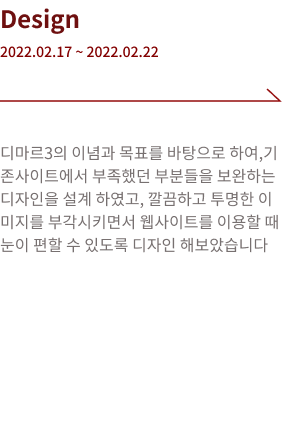 Design
2022.02.17 ~ 2022.02.22
디마르3의 이념과 목표를 바탕으로 하여,기
존사이트에서 부족했던 부분들을 보완하는
디자인을 설계 하였고, 깔끔하고 투명한 이
미지를 부각시키면서 웹사이트를 이용할 때
눈이 편할 수 있도록 디자인 해보았습니다